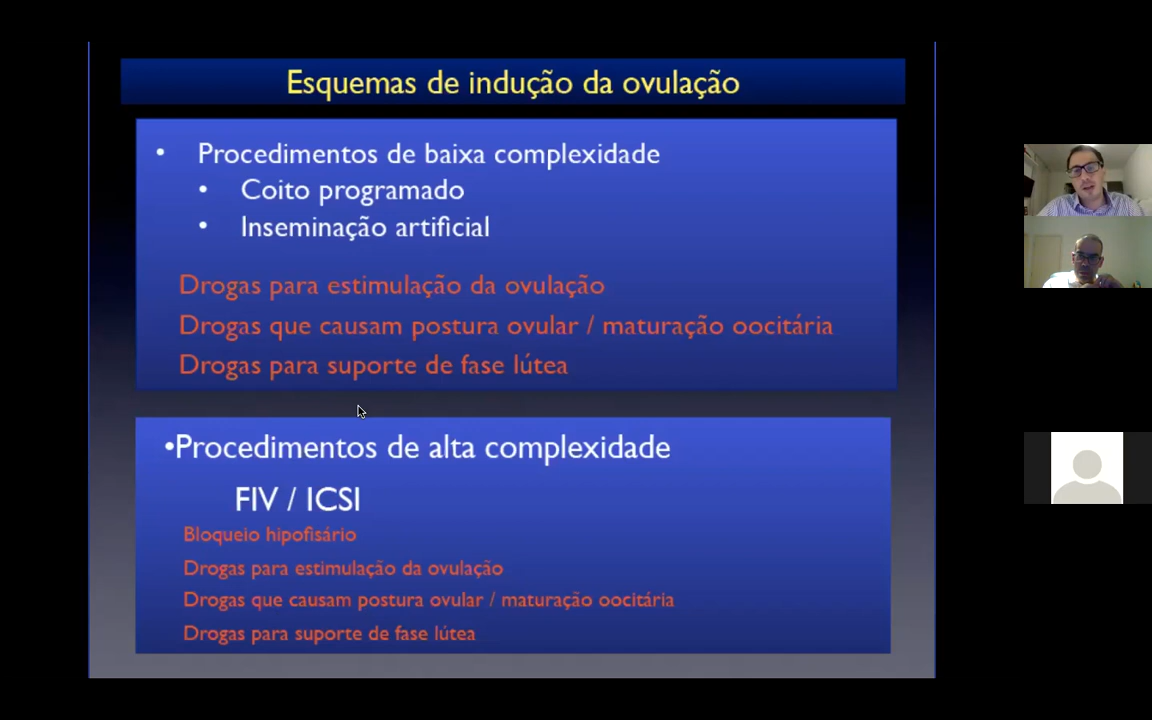 Esquemas de indução da ovulação
• Procedimentos de baixa complexidade
• Coito programado
• Inseminação artificial
Drogas para estimulação da ovulação
Drogas que causam postura ovular / maturação oocitária
Drogas para suporte de fase lútea
•Procedimentos de alta complexidade
FIV / ICSI
Bloqueio hipofisário
Drogas para estimulação da ovulação
Drogas que causam postura ovular / maturação oocitária
Drogas para suporte de fase lútea